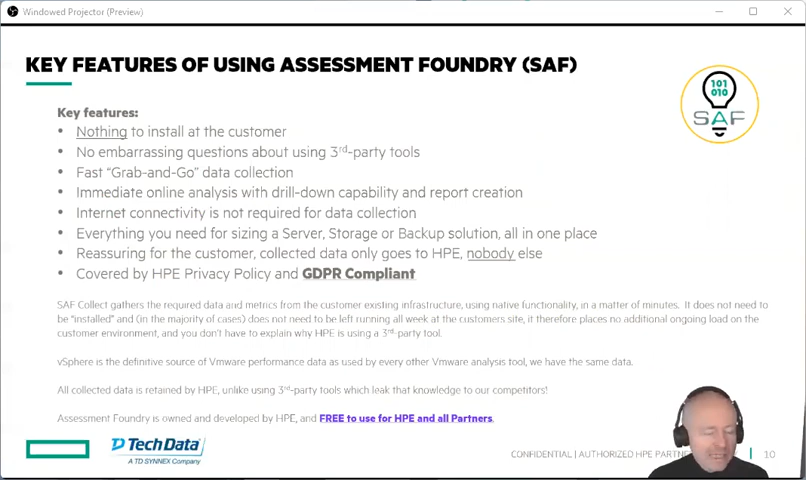 Windowed Projector (Preview)
KEY FEATURES OF USING ASSESSMENT FOUNDRY (SAF)
101
010
SAF
Key features:
• Nothing to install at the customer
• No embarrassing questions about using 3rd-party tools
• Fast “Grab-and-Go” data collection
• Immediate online analysis with drill-down capability and report creation
• Internet connectivity is not required for data collection
• Everything you need for sizing a Server, Storage or Backup solution, all in one place
• Reassuring for the customer, collected data only goes to HPE, nobody else
• Covered by HPE Privacy Policy and GDPR Compliant
SAF Collect gathers the required data and metrics from the customer existing infrastructure, using native functionality, in a matter of minutes. It does not need to
be “installed” and (in the majority of cases) does not need to be left running all week at the customers site, it therefore places no additional ongoing load on the
customer environment, and you don't have to explain why HPE is using a 3rd-party tool.
vSphere is the definitive source of Vmware performance data as used by every other Vmware analysis tool, we have the same data.
All collected data is retained by HPE, unlike using 3rd-party tools which leak that knowledge to our competitors!
Assessment Foundry is owned and developed by HPE, and FREE to use for HPE and all Partners.
TechData
A TD SYNNEX Company
CONFIDENTIAL | AUTHORIZED HPE PARTN
10